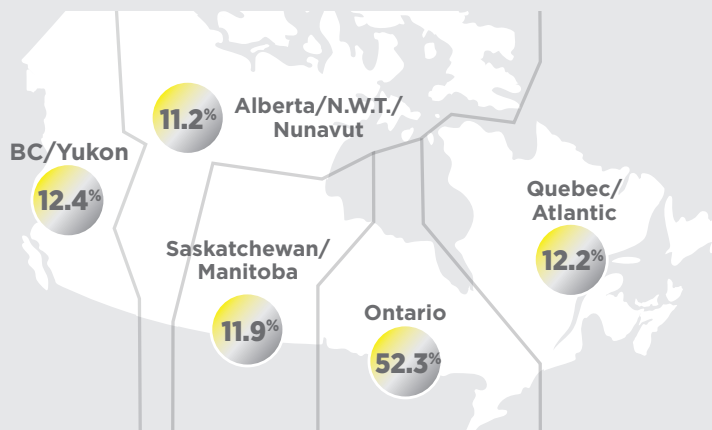 Alberta/N.W.T./
Nunavut
11.2%
BC/Yukon
12.4%
Quebec/
Atlantic
12.2%
Saskatchewan/
Manitoba
11.9%
Ontario
52.3%